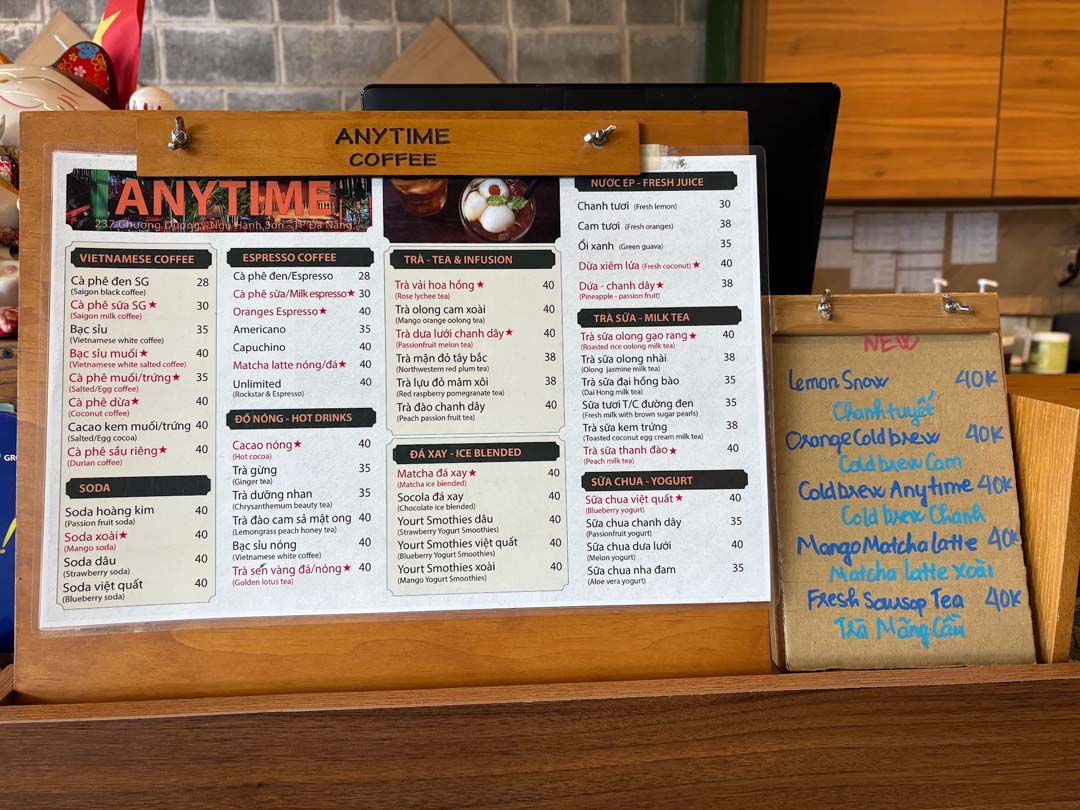 ANYTIME
COFFEE
ANYTIME
237 Chương Dương, Ngũ Hành Sơn - TP Đà Nẵng
VIETNAMESE COFFEE
Cà phê đen SG 28
(Saigon black coffee)
Cà phê sữa SG★ 30
(Saigon milk coffee)
Bạc sỉu 35
(Vietnamese white coffee)
Bạc sỉu muối★ 40
(Vietnamese white salted coffee)
Cà phê muối/trứng★ 35
(Salted/Egg coffee)
Cà phê dừa★ 40
(Coconut coffee)
Cacao kem muối/trứng 40
(Salted/Egg cocoa)
Cà phê sầu riêng★ 40
(Durian coffee)
SODA
Soda hoàng kim 40
(Passion fruit soda)
Soda xoài★ 40
(Mango soda)
Soda dâu 40
(Strawberry soda)
Soda việt quất 40
(Blueberry soda)
ESPRESSO COFFEE
Cà phê đen/Espresso 28
Cà phê sữa/Milk espresso★ 30
Oranges Espresso★ 40
Americano 35
Capuchino 40
Matcha latte nóng/đá★ 40
Unlimited 40
(Rockstar & Espresso)
ĐỒ NÓNG - HOT DRINKS
Cacao nóng★ 40
(Hot cocoa)
Trà gừng 35
(Ginger tea)
Trà dưỡng nhan 35
(Chrysanthemum beauty tea)
Trà đào cam sả mật ong 40
(Lemongrass peach honey tea)
Bạc sỉu nóng 40
(Vietnamese white coffee)
Trà sen vàng đá/nóng★ 40
(Golden lotus tea)
TRÀ - TEA & INFUSION
Trà vải hoa hồng★ 40
(Rose lychee tea)
Trà olong cam xoài 40
(Mango orange oolong tea)
Trà dưa lưới chanh dây★ 40
(Passionfruit melon tea)
Trà mận đỏ tây bắc 38
(Northwestern red plum tea)
Trà lựu đỏ mâm xôi 38
(Red raspberry pomegranate tea)
Trà đào chanh dây 40
(Peach passion fruit tea)
ĐÁ XAY - ICE BLENDED
Matcha đá xay★ 40
(Matcha ice blended)
Socola đá xay 40
(Chocolate ice blended)
Yourt Smothies dâu 40
(Strawberry Yogurt Smoothies)
Yourt Smothies việt quất 40
(Blueberry Yogurt Smoothies)
Yourt Smothies xoài 40
(Mango Yogurt Smoothies)
NƯỚC ÉP - FRESH JUICE
Chanh tươi (Fresh lemon) 30
Cam tươi (Fresh oranges) 38
Ổi xanh (Green guava) 35
Dừa xiêm lửa (Fresh coconut)★ 40
Dứa - chanh dây★ 38
(Pineapple - passion fruit)
TRÀ SỮA - MILK TEA
Trà sữa olong gạo rang★ 40
(Roasted rice oolong milk tea)
Trà sữa olong nhài 38
(Olong jasmine milk tea)
Trà sữa đại hồng bào 35
(Dai Hong milk tea)
Sữa tươi T/C đường đen 35
(Fresh milk with brown sugar pearls)
Trà sữa kem trứng 38
(Toasted coconut egg cream milk tea)
Trà sữa thanh đào★ 40
(Peach milk tea)
SỮA CHUA - YOGURT
Sữa chua việt quất★ 40
(Blueberry yogurt)
Sữa chua chanh dây 35
(Passionfruit yogurt)
Sữa chua dưa lưới 40
(Melon yogurt)
Sữa chua nha đam 35
(Aloe vera yogurt)
NEW
Lemon Snow 40K
Chanh tuyết
Orange Cold brew 40K
Cold brew Cam
Cold brew Anytime 40K
Cold brew Chanh
Mango Matcha latte 40K
Matcha latte xoài
Fresh Sousop Tea 40K
Trà Mãng Cầu